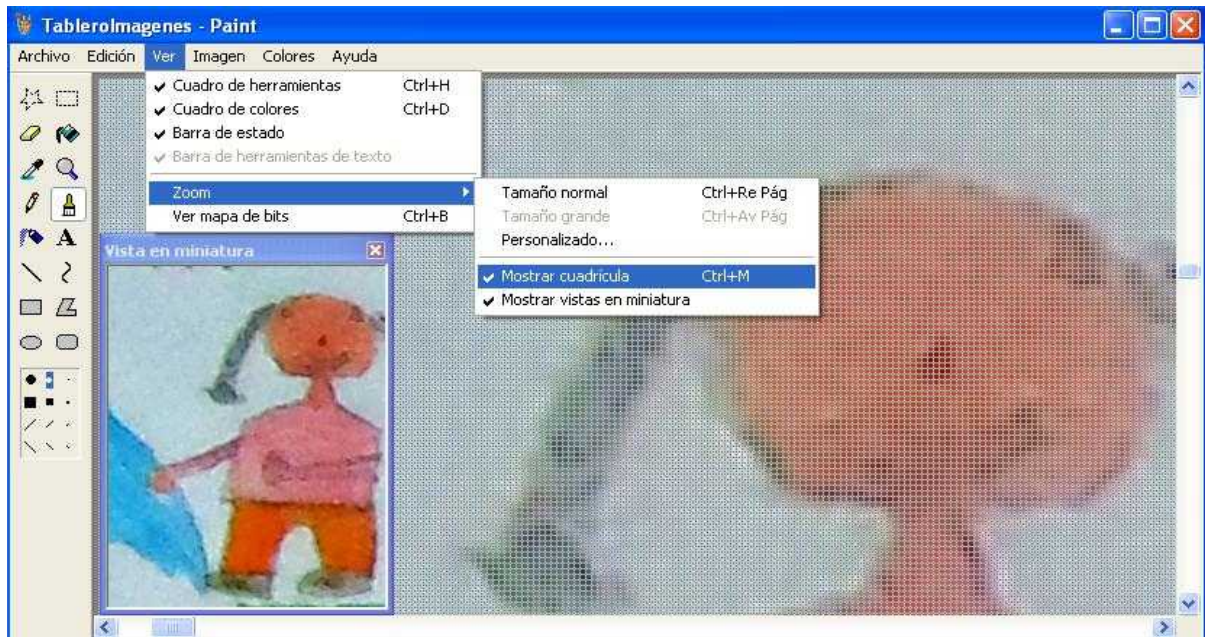 TableroImagenes - Paint
Archivo Edición Ver Imagen Colores Ayuda
Cuadro de herramientas Ctrl+H
Cuadro de colores Ctrl+D
Barra de estado
Barra de herramientas de texto
Zoom
Ver mapa de bits Ctrl+B
Tamaño normal Ctrl+Re Pág
Tamaño grande Ctrl+Av Pág
Personalizado...
Mostrar cuadrícula Ctrl+M
Mostrar vistas en miniatura
Vista en miniatura
A